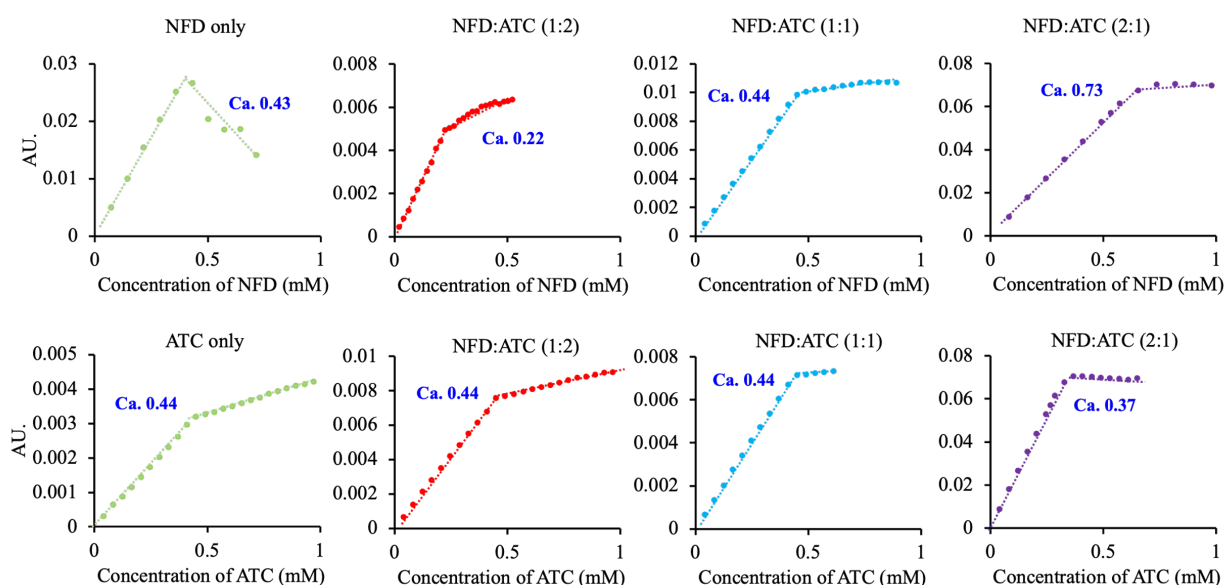 NFD only
NFD:ATC (1:2)
NFD:ATC (1:1)
NFD:ATC (2:1)
AU.
0.03
0.02
0.01
0
Ca. 0.43
0
0.5
1
Concentration of NFD (mM)
0.008
0.006
0.004
0.002
0.000
Ca. 0.22
0
0.5
1
Concentration of NFD (mM)
0.012
0.010
0.008
0.006
0.004
0.002
0
Ca. 0.44
0
0.5
1
Concentration of NFD (mM)
0.080
0.060
0.040
0.020
0
Ca. 0.73
0
0.5
1
Concentration of NFD (mM)
ATC only
NFD:ATC (1:2)
NFD:ATC (1:1)
NFD:ATC (2:1)
AU.
0.005
0.004
0.003
0.002
0.001
0
Ca. 0.44
0
0.5
1
Concentration of ATC (mM)
0.01
0.008
0.006
0.004
0.002
0
Ca. 0.44
0
0.5
1
Concentration of ATC (mM)
0.008
0.007
0.006
0.004
0.002
0
Ca. 0.44
0
0.5
1
Concentration of ATC (mM)
0.08
0.06
0.04
0.02
0
Ca. 0.37
0
0.5
1
Concentration of ATC (mM)